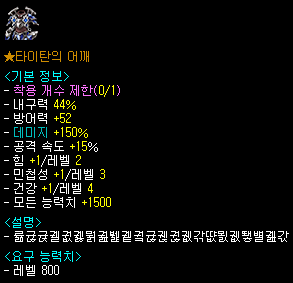 ★타이탄의 어깨
<기본 정보>
- 착용 개수 제한(0/1)
- 내구력 44%
- 방어력 +52
- 데미지 +150%
- 공격 속도 +15%
- 힘 +1/레벨 2
- 민첩성 +1/레벨 3
- 건강 +1/레벨 4
- 모든 능력치 +1500
<설명>
<요구 능력치>
- 레벨 800